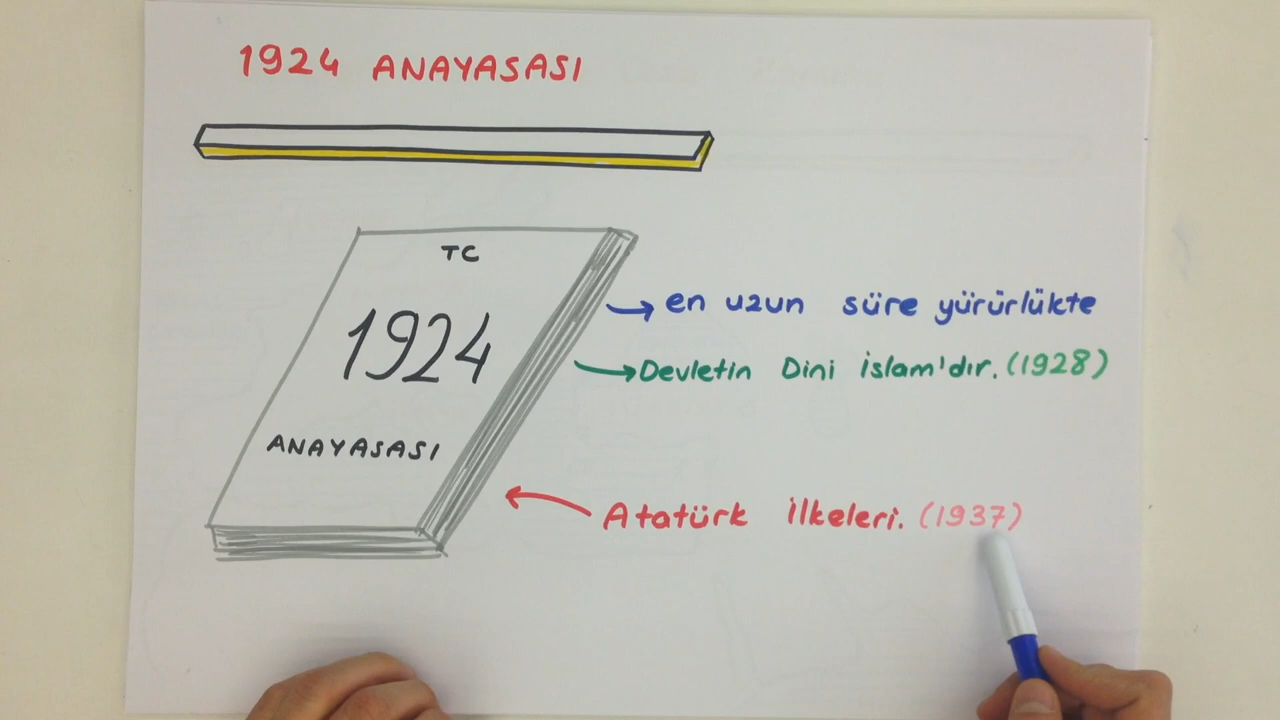 1924 ANAYASASI
TC
1924
ANAYASASI
en uzun süre yürürlükte
Devletin Dini İslam'dır. (1928)
Atatürk İlkeleri. (1937)